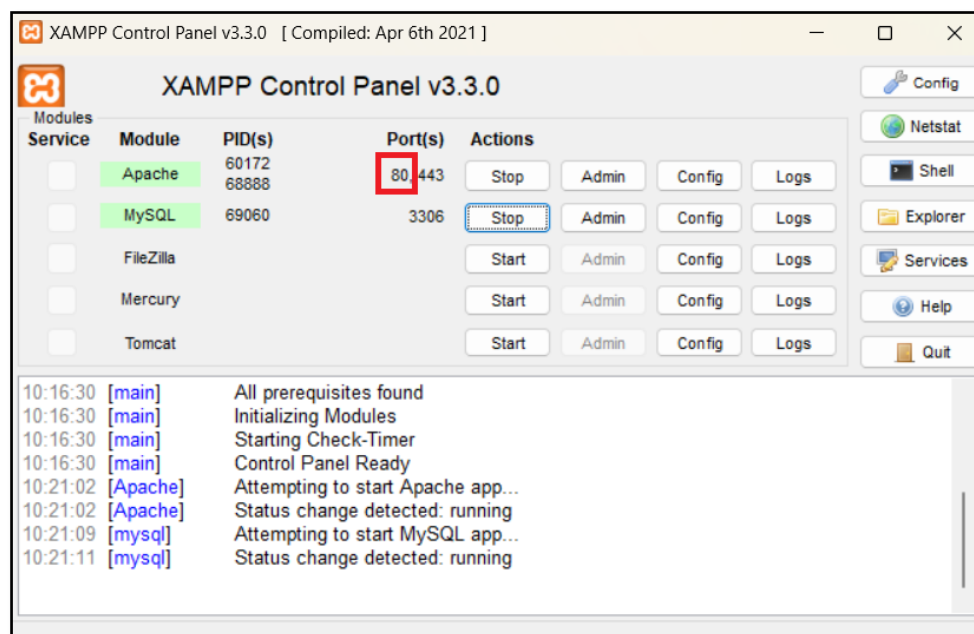 XAMPP Control Panel v3.3.0 [ Compiled: Apr 6th 2021 ]
XAMPP Control Panel v3.3.0
Config
Modules
Service Module PID(s) Port(s) Actions
Netstat
Apache 60172 68888 80, 443 Stop Admin Config Logs
Shell
MySQL 69060 3306 Stop Admin Config Logs
Explorer
FileZilla Start Admin Config Logs
Services
Mercury Start Admin Config Logs
Help
Tomcat Start Admin Config Logs
Quit
10:16:30 [main] All prerequisites found
10:16:30 [main] Initializing Modules
10:16:30 [main] Starting Check-Timer
10:16:30 [main] Control Panel Ready
10:21:02 [Apache] Attempting to start Apache app...
10:21:02 [Apache] Status change detected: running
10:21:09 [mysql] Attempting to start MySQL app...
10:21:11 [mysql] Status change detected: running